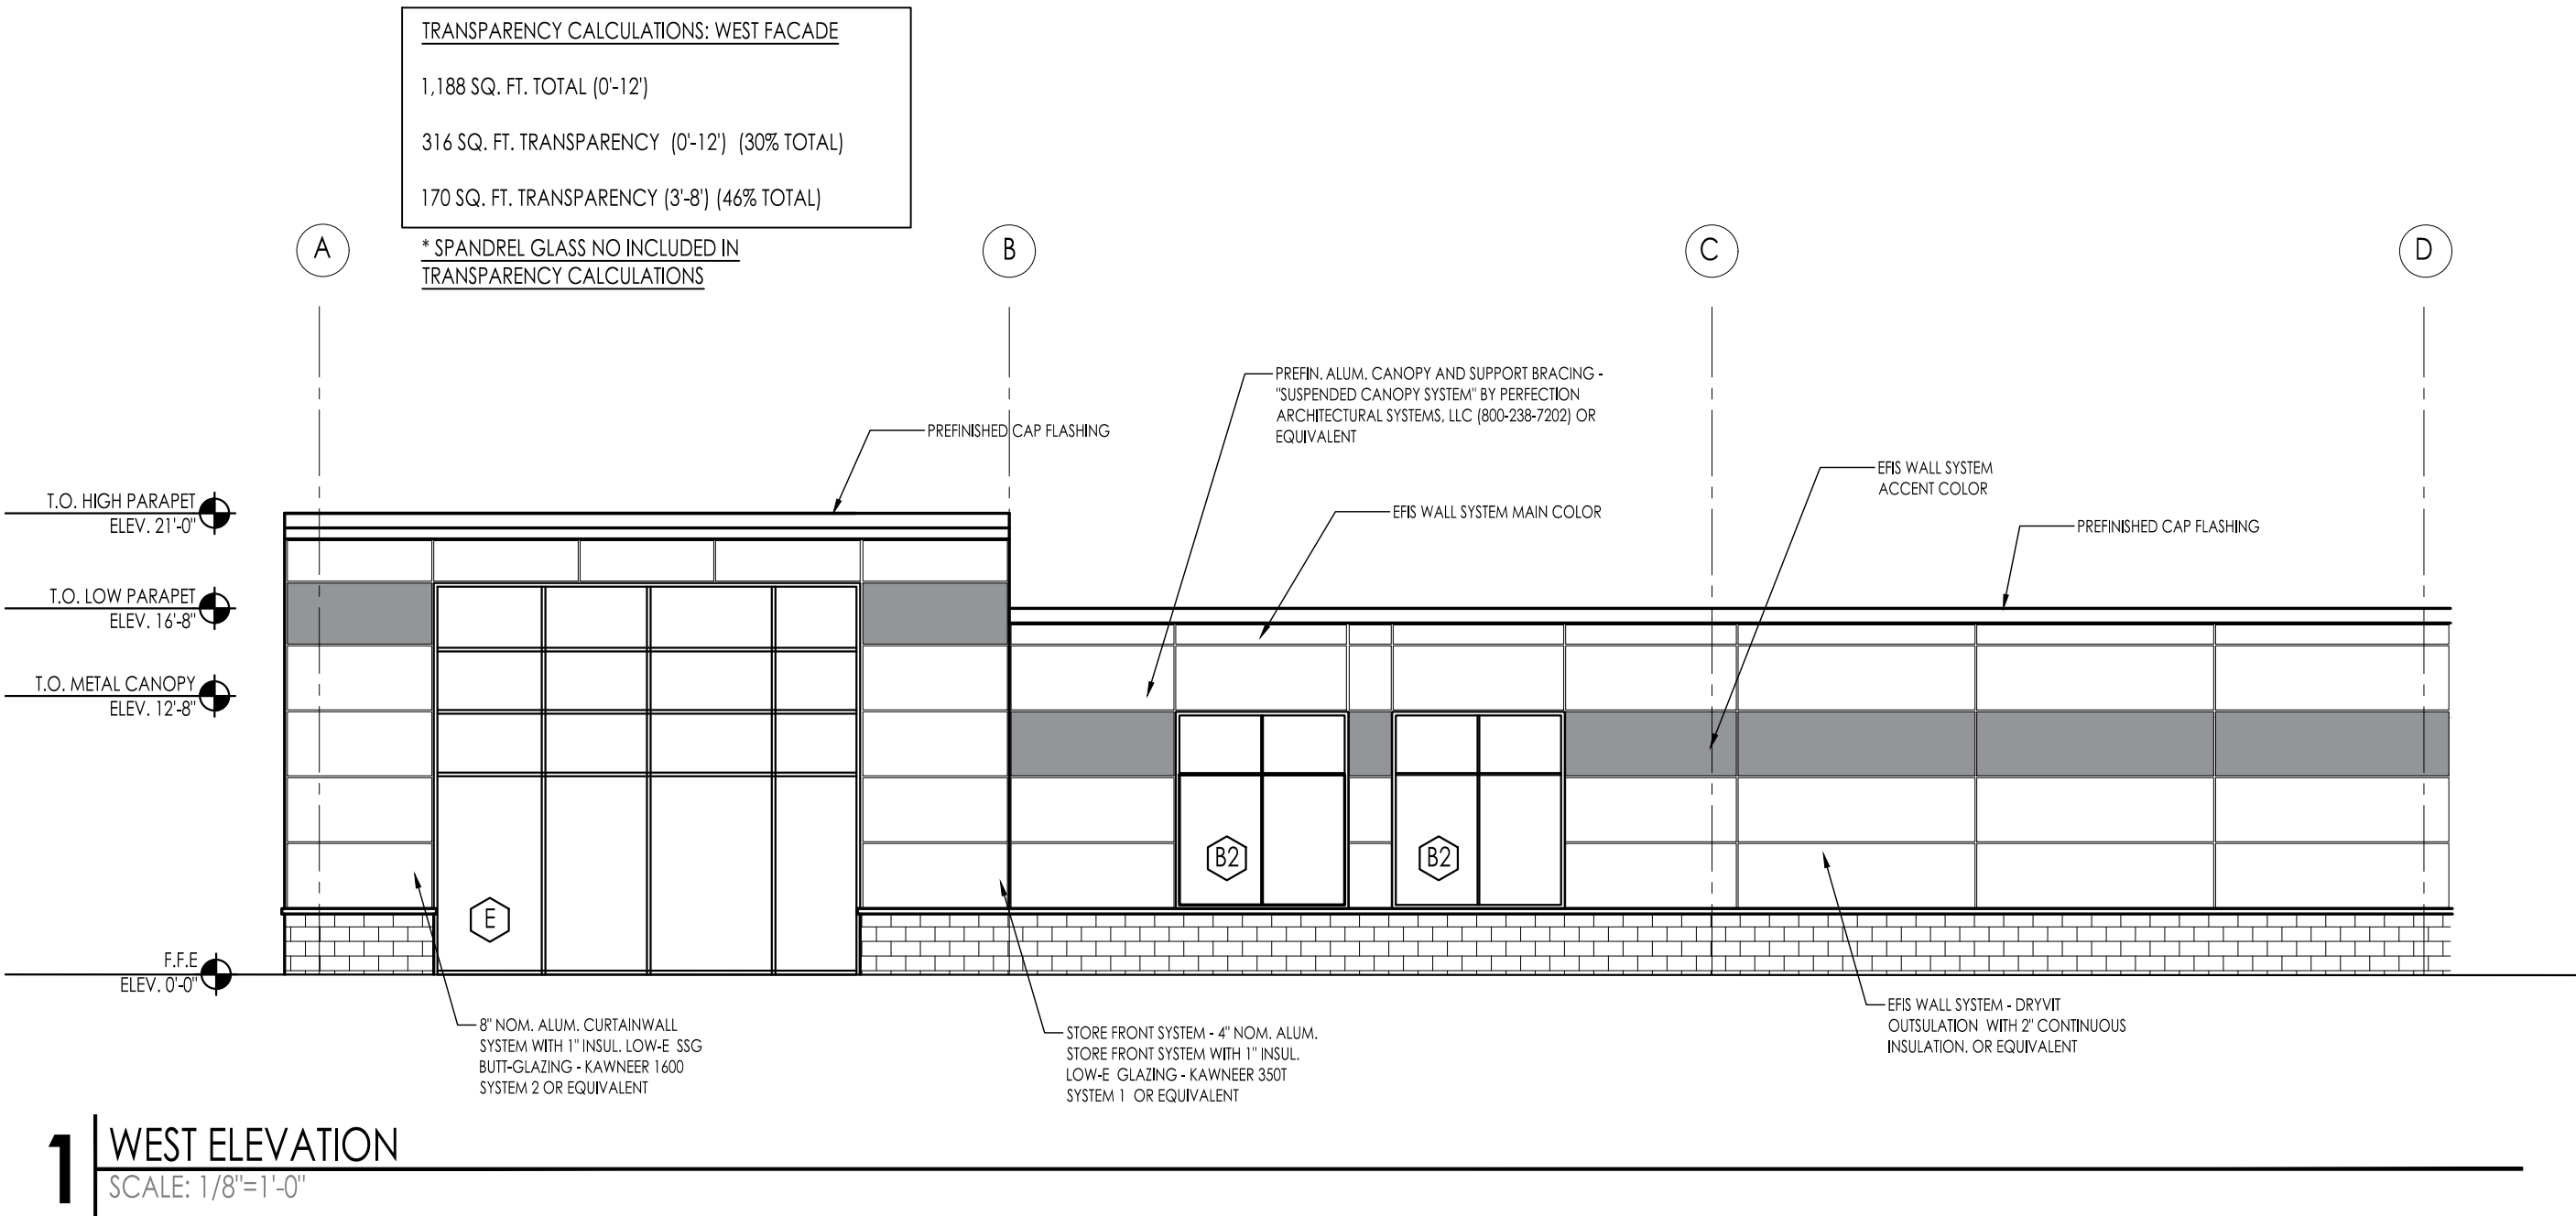 TRANSPARENCY CALCULATIONS: WEST FACADE
1,188 SQ. FT. TOTAL (0'-12')
316 SQ. FT. TRANSPARENCY (0'-12') (30% TOTAL)
170 SQ. FT. TRANSPARENCY (3'-8') (46% TOTAL)
* SPANDREL GLASS NO INCLUDED IN
TRANSPARENCY CALCULATIONS
A
B
C
D
PREFIN. ALUM. CANOPY AND SUPPORT BRACING -
"SUSPENDED CANOPY SYSTEM" BY PERFECTION
ARCHITECTURAL SYSTEMS, LLC (800-238-7202) OR
EQUIVALENT
PREFINISHED CAP FLASHING
EFIS WALL SYSTEM
ACCENT COLOR
EFIS WALL SYSTEM MAIN COLOR
PREFINISHED CAP FLASHING
T.O. HIGH PARAPET
ELEV. 21'-0"
T.O. LOW PARAPET
ELEV. 16'-8"
T.O. METAL CANOPY
ELEV. 12'-8"
B2
B2
E
F.F.E
ELEV. 0'-0"
8" NOM. ALUM. CURTAINWALL
SYSTEM WITH 1" INSUL. LOW-E SSG
BUTT-GLAZING - KAWNEER 1600
SYSTEM 2 OR EQUIVALENT
STORE FRONT SYSTEM - 4" NOM. ALUM.
STORE FRONT SYSTEM WITH 1" INSUL.
LOW-E GLAZING - KAWNEER 350T
SYSTEM 1 OR EQUIVALENT
EFIS WALL SYSTEM - DRYVIT
OUTSULATION WITH 2" CONTINUOUS
INSULATION. OR EQUIVALENT
1
WEST ELEVATION
SCALE: 1/8"=1'-0"